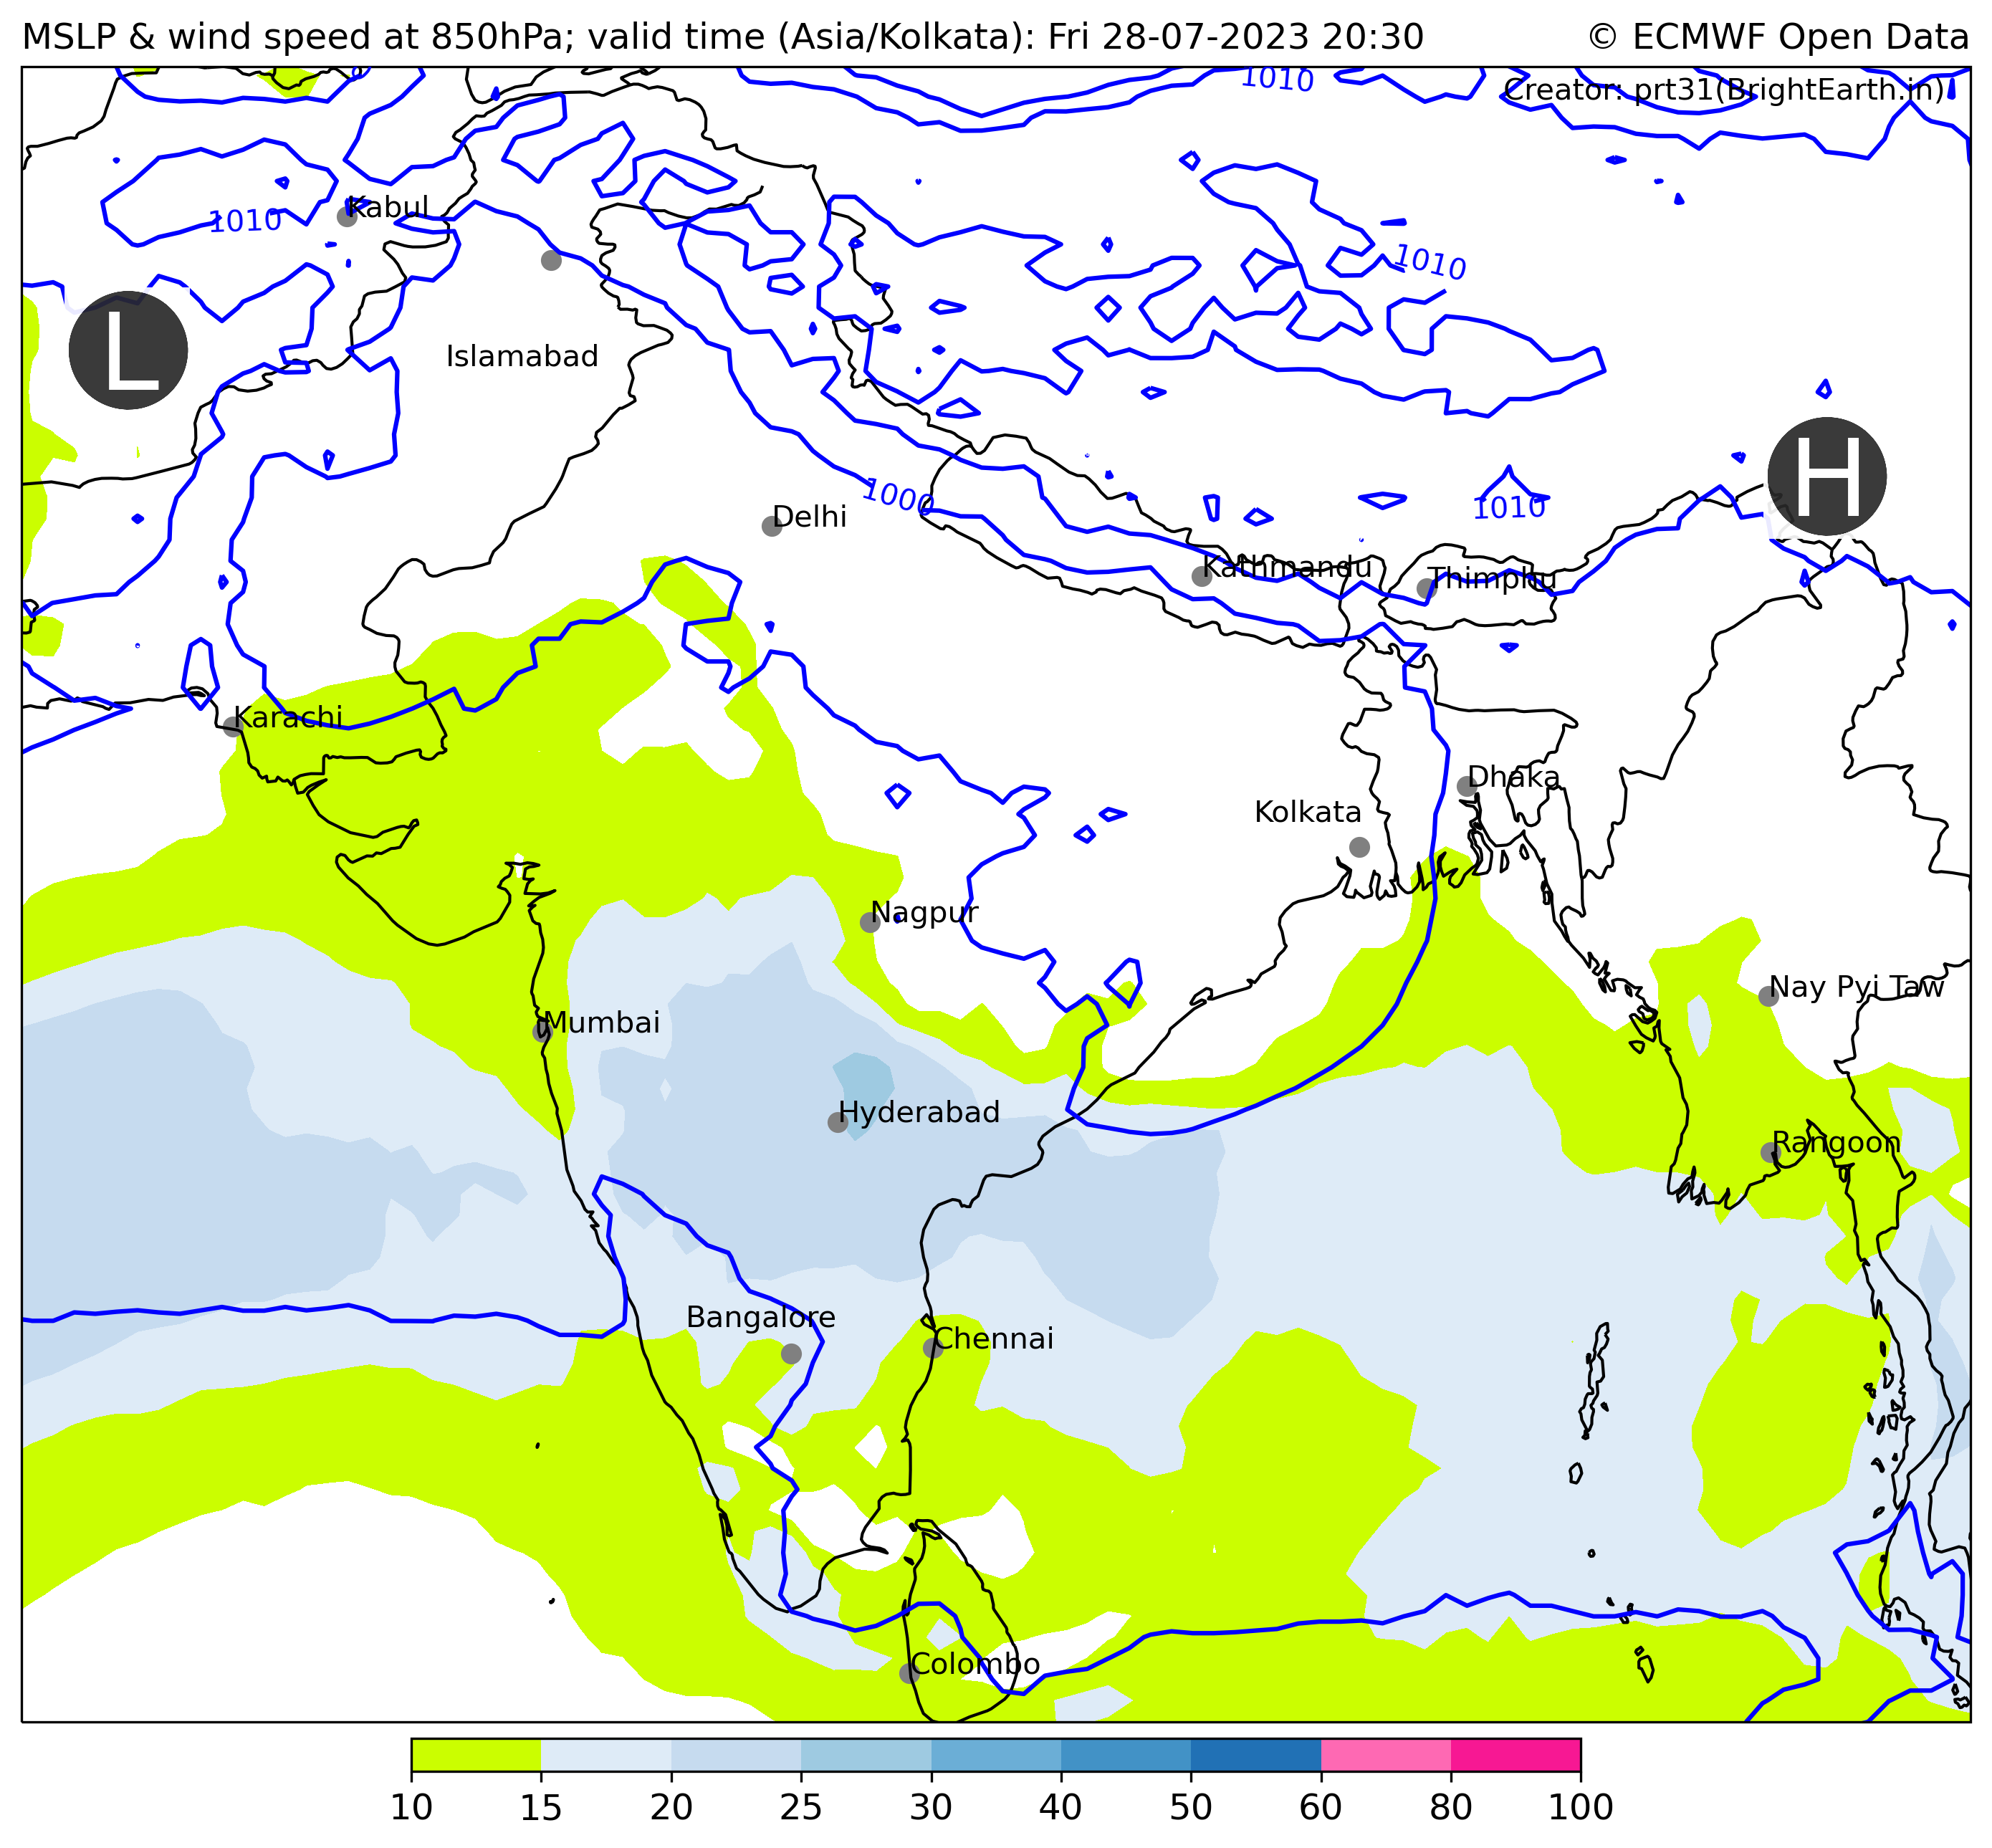 MSLP & wind speed at 850hPa; valid time (Asia/Kolkata): Fri 28-07-2023 20:30
© ECMWF Open Data
1010
Creator: prt31(BrightEarth.in)
Kabul
1010
1010
L
Islamabad
H
1000
1010
Delhi
Kathmandu
Thimphu
Karachi
Dhaka
Kolkata
Nagpur
Nay Pyi Taw
Mumbai
Hyderabad
Rangoon
Bangalore
Chennai
Colombo
10 15 20 25 30 40 50 60 80 100